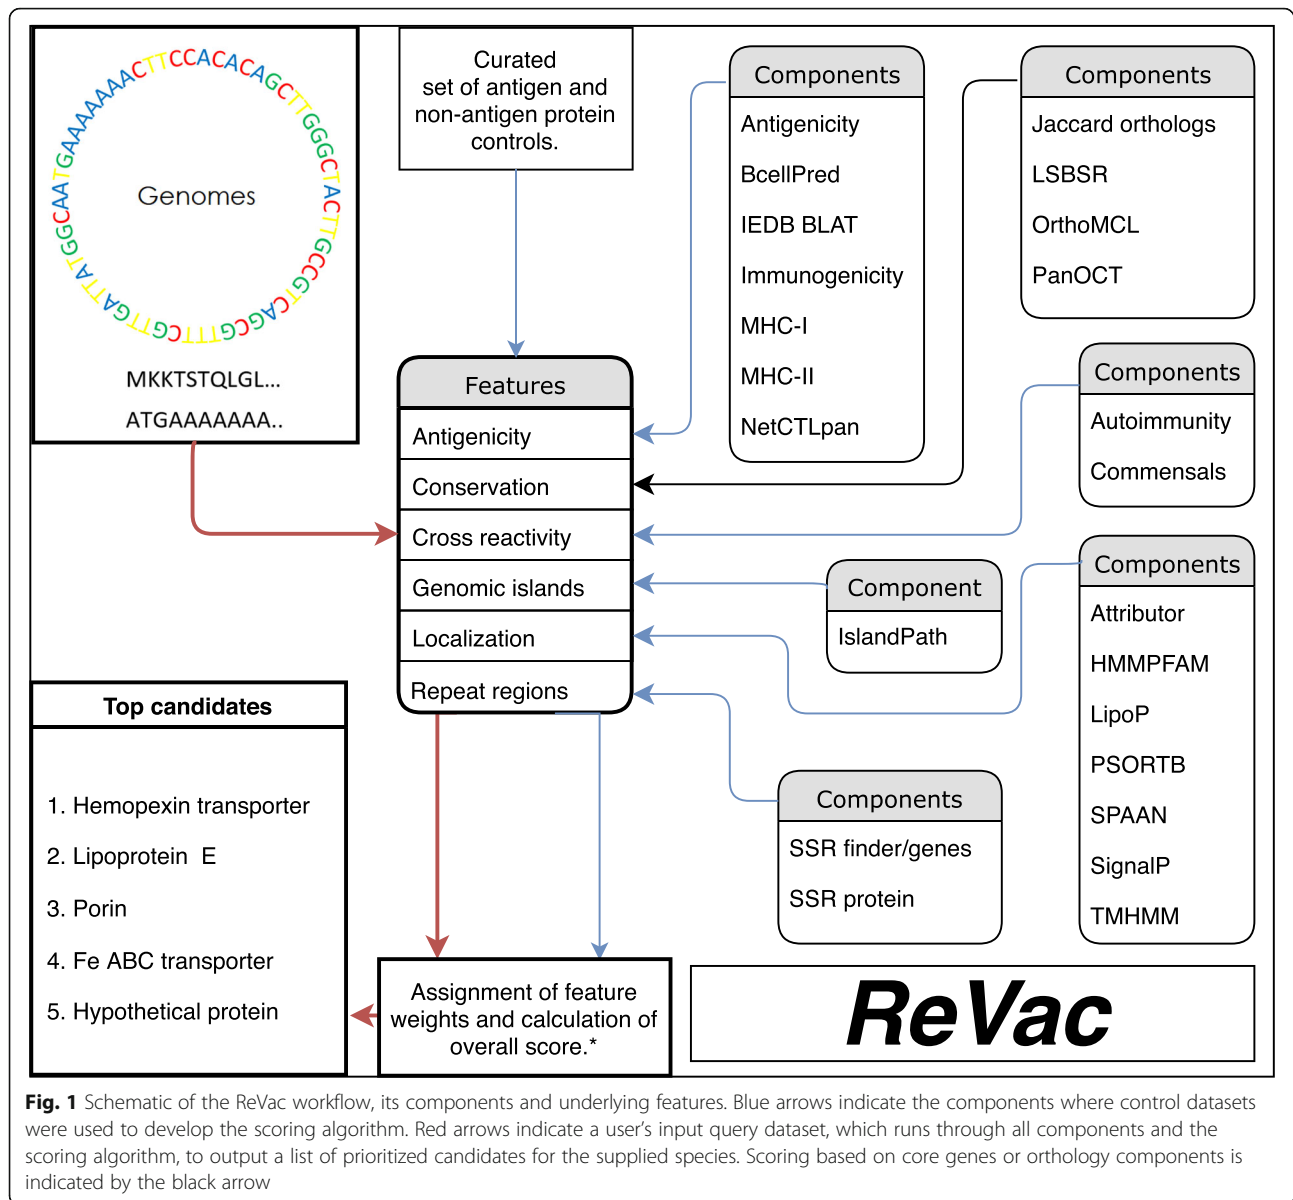 CTTCCACACAGCTTGGGCTACTTGCCGTCAGCGTTTTCGTTGATTATGGCAATGAAAAAAA
Genomes
MKKTSTQLGL...
ATGAAAAAAA..
Curated
set of antigen and
non-antigen protein
controls.
Components
Antigenicity
BcellPred
IEDB BLAT
Immunogenicity
MHC-I
MHC-II
NetCTLpan
Components
Jaccard orthologs
LSBSR
OrthoMCL
PanOCT
Features
Antigenicity
Conservation
Cross reactivity
Genomic islands
Localization
Repeat regions
Components
Autoimmunity
Commensals
Component
IslandPath
Components
Attributor
HMMPFAM
LipoP
PSORTB
SPAAN
SignalP
TMHMM
Components
SSR finder/genes
SSR protein
Top candidates
1. Hemopexin transporter
2. Lipoprotein E
3. Porin
4. Fe ABC transporter
5. Hypothetical protein
Assignment of feature
weights and calculation of
overall score.*
ReVac
Fig. 1 Schematic of the ReVac workflow, its components and underlying features. Blue arrows indicate the components where control datasets
were used to develop the scoring algorithm. Red arrows indicate a user's input query dataset, which runs through all components and the
scoring algorithm, to output a list of prioritized candidates for the supplied species. Scoring based on core genes or orthology components is
indicated by the black arrow